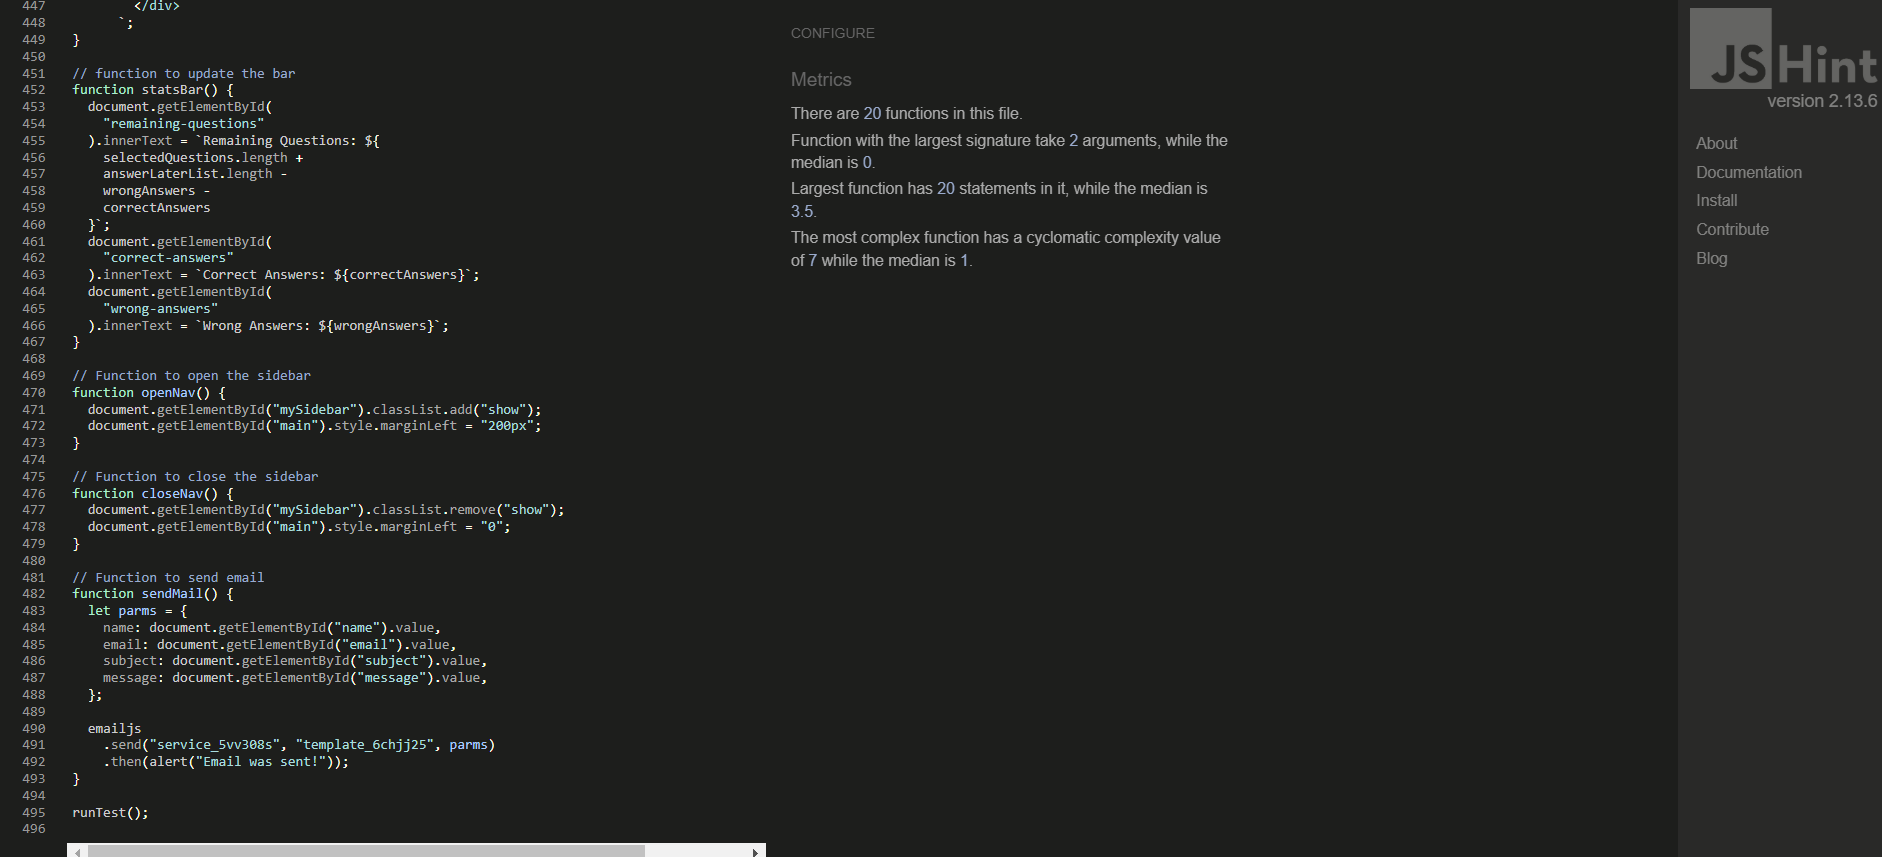 447         </div>
448       `;
449 }
450
451 // function to update the bar
452 function statsBar() {
453   document.getElementById(
454     "remaining-questions"
455   ).innerText = `Remaining Questions: ${
456     selectedQuestions.length +
457     answerLaterList.length -
458     wrongAnswers -
459     correctAnswers
460   }`;
461   document.getElementById(
462     "correct-answers"
463   ).innerText = `Correct Answers: ${correctAnswers}`;
464   document.getElementById(
465     "wrong-answers"
466   ).innerText = `Wrong Answers: ${wrongAnswers}`;
467 }
468
469 // Function to open the sidebar
470 function openNav() {
471   document.getElementById("mySidebar").classList.add("show");
472   document.getElementById("main").style.marginLeft = "200px";
473 }
474
475 // Function to close the sidebar
476 function closeNav() {
477   document.getElementById("mySidebar").classList.remove("show");
478   document.getElementById("main").style.marginLeft = "0";
479 }
480
481 // Function to send email
482 function sendMail() {
483   let parms = {
484     name: document.getElementById("name").value,
485     email: document.getElementById("email").value,
486     subject: document.getElementById("subject").value,
487     message: document.getElementById("message").value,
488   };
489
490   emailjs
491     .send("service_5vv308s", "template_6chjj25", parms)
492     .then(alert("Email was sent!"));
493 }
494
495 runTest();
496
CONFIGURE
Metrics
There are 20 functions in this file.
Function with the largest signature take 2 arguments, while the
median is 0.
Largest function has 20 statements in it, while the median is
3.5.
The most complex function has a cyclomatic complexity value
of 7 while the median is 1.
JSHint
version 2.13.6
About
Documentation
Install
Contribute
Blog